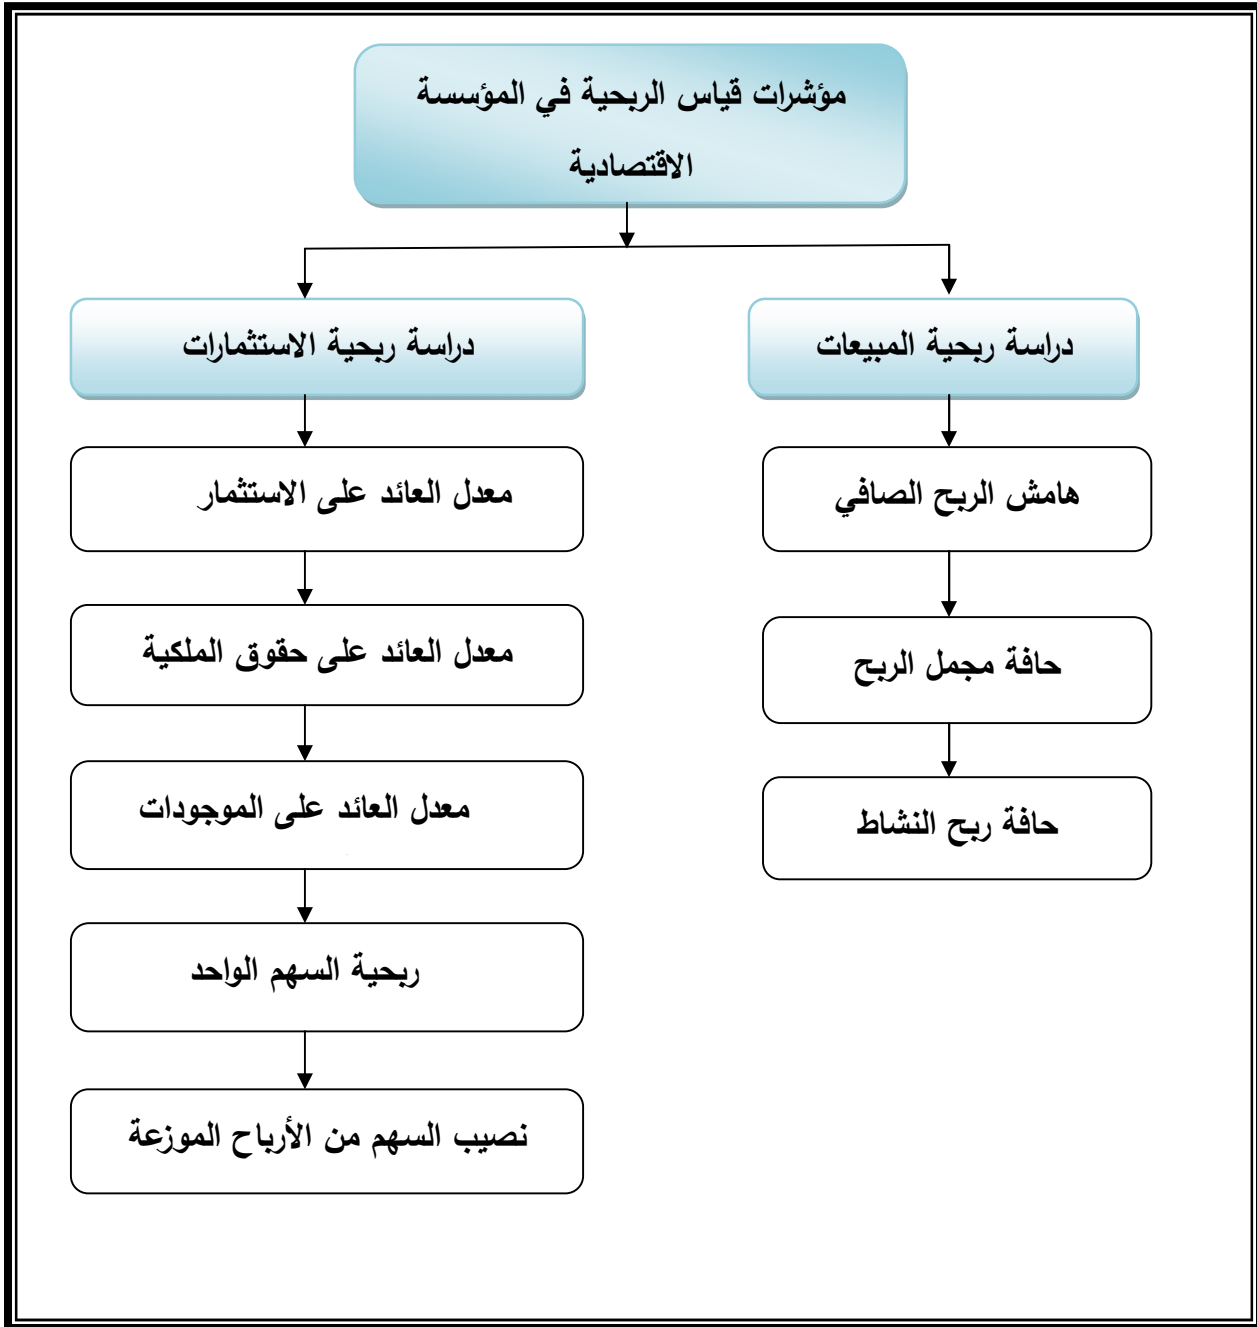 مؤشرات قياس الربحية في المؤسسة
الاقتصادية
دراسة ربحية المبيعات
هامش الربح الصافي
حافة مجمل الربح
حافة ربح النشاط
دراسة ربحية الاستثمارات
معدل العائد على الاستثمار
معدل العائد على حقوق الملكية
معدل العائد على الموجودات
ربحية السهم الواحد
نصيب السهم من الأرباح الموزعة